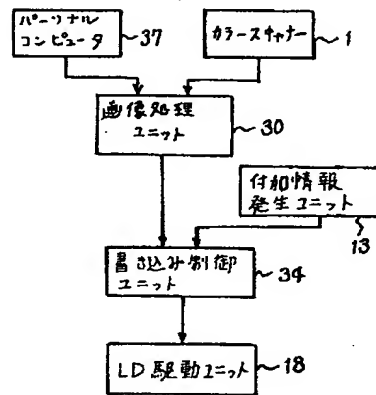 パーソナル
コンピュータ
37
カラースキャナー
1
画像処理
ユニット
30
付加情報
発生ユニット
13
書き込み制御
ユニット
34
LD駆動ユニット
18